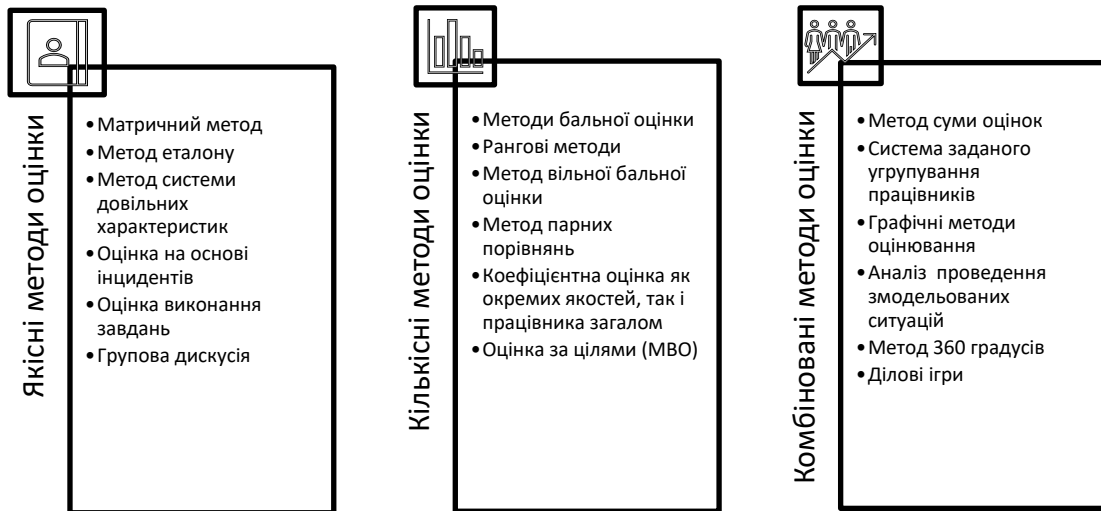 Якісні методи оцінки
•Матричний метод
•Метод еталону
•Метод системи
довільних
характеристик
•Оцінка на основі
інцидентів
•Оцінка виконання
завдань
•Групова дискусія
Кількісні методи оцінки
•Методи бальної оцінки
•Рангові методи
•Метод вільної бальної
оцінки
•Метод парних
порівнянь
•Коефіцієнтна оцінка як
окремих якостей, так і
працівника загалом
•Оцінка за цілями (МВО)
Комбіновані методи оцінки
•Метод суми оцінок
•Система заданого
угрупування
працівників
•Графічні методи
оцінювання
•Аналіз проведення
змодельованих
ситуацій
•Метод 360 градусів
•Ділові ігри